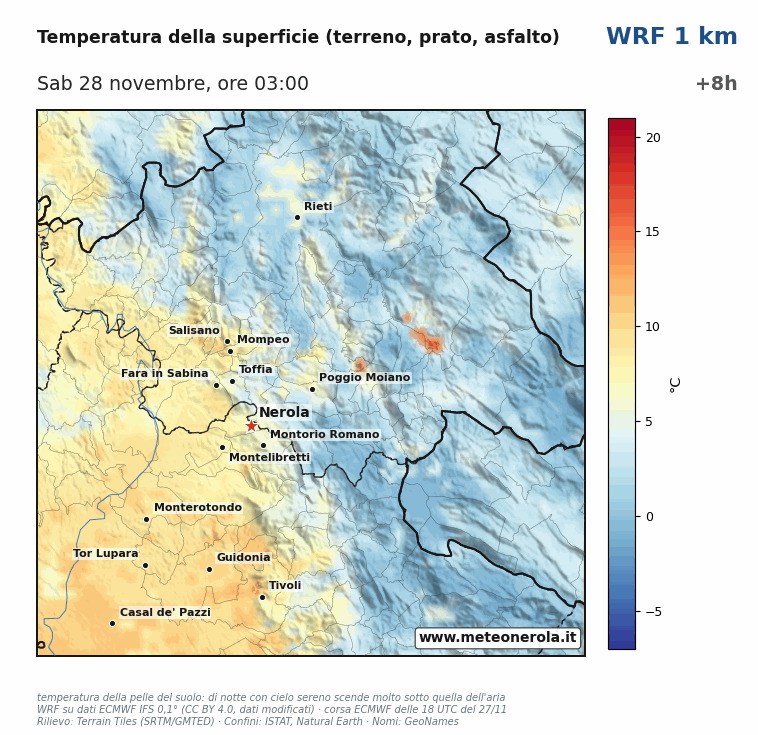 Temperatura della superficie (terreno, prato, asfalto)
WRF 1 km
Sab 28 novembre, ore 03:00
+8h
Rieti
Salisano
Mompeo
Fara in Sabina
Toffia
Poggio Moiano
Nerola
Montorio Romano
Montelibretti
Monterotondo
Tor Lupara
Guidonia
Tivoli
Casal de' Pazzi
www.meteonerola.it
20
15
10
5
0
−5
°C
temperatura della pelle del suolo: di notte con cielo sereno scende molto sotto quella dell'aria
WRF su dati ECMWF IFS 0,1° (CC BY 4.0, dati modificati) · corsa ECMWF delle 18 UTC del 27/11
Rilievo: Terrain Tiles (SRTM/GMTED) · Confini: ISTAT, Natural Earth · Nomi: GeoNames